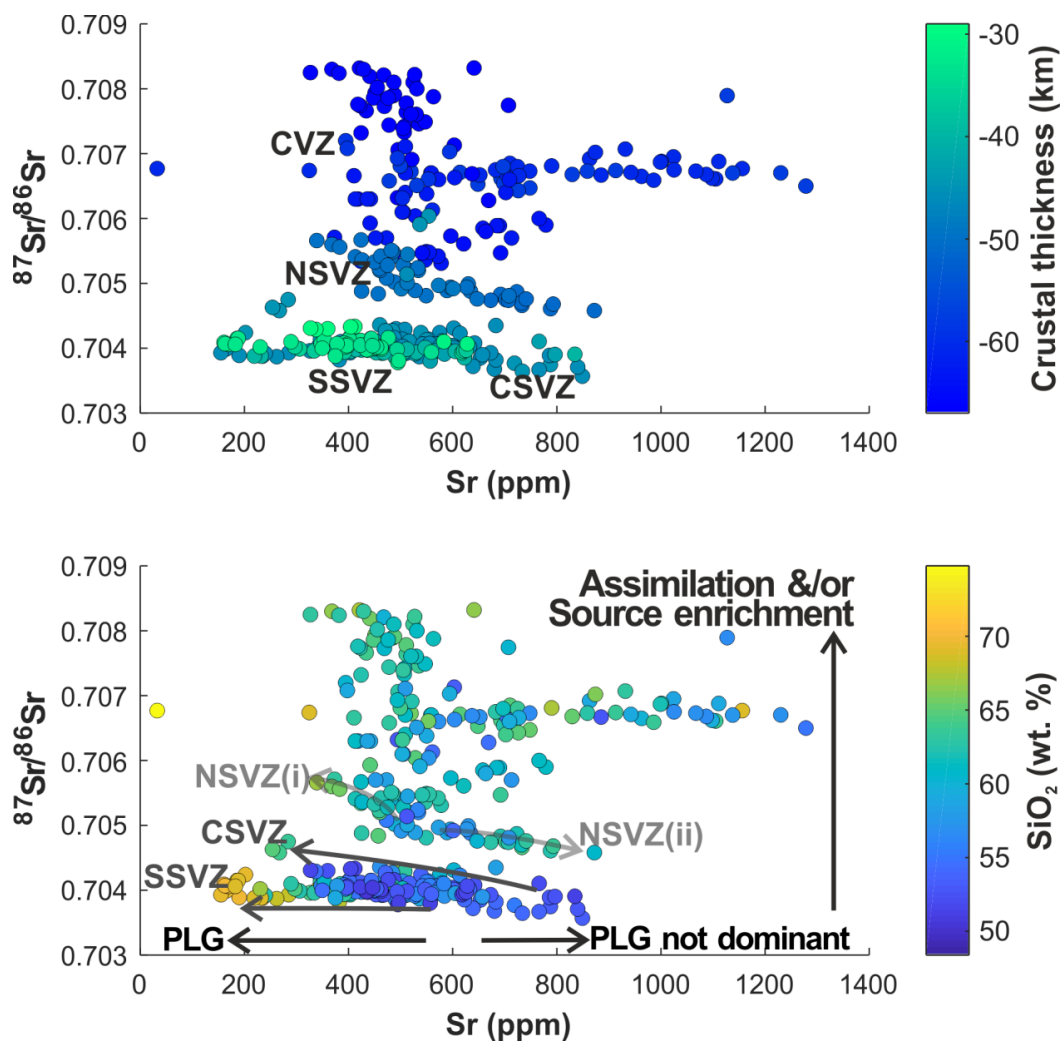 0.709
0.708
0.707
0.706
0.705
0.704
0.703
87Sr/86Sr
CVZ
NSVZ
SSVZ
CSVZ
0
200
400
600
800
1000
1200
1400
Sr (ppm)
-30
-40
-50
-60
Crustal thickness (km)
0.709
0.708
0.707
0.706
0.705
0.704
0.703
87Sr/86Sr
Assimilation &/or
Source enrichment
NSVZ(i)
CSVZ
NSVZ(ii)
SSVZ
PLG
PLG not dominant
0
200
400
600
800
1000
1200
1400
Sr (ppm)
70
65
60
55
50
SiO2 (wt. %)